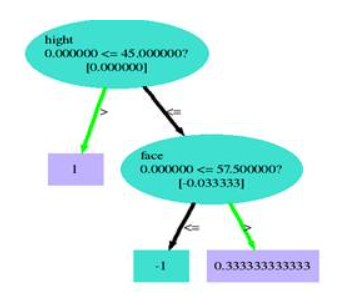 hight
0.000000 <= 45.000000?
[0.000000]
>
<=
1
face
0.000000 <= 57.500000?
[-0.033333]
<=
>
-1
0.333333333333